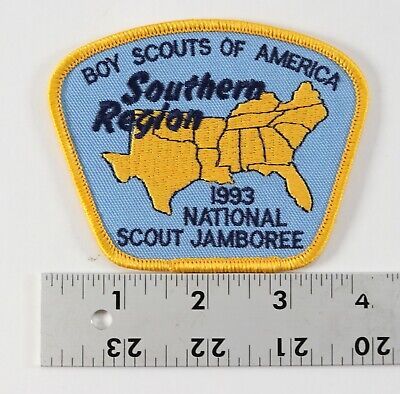 BOY SCOUTS OF AMERICA
Southern
Region
1993
NATIONAL
SCOUT JAMBOREE
1 2 3 4
23 22 21 20